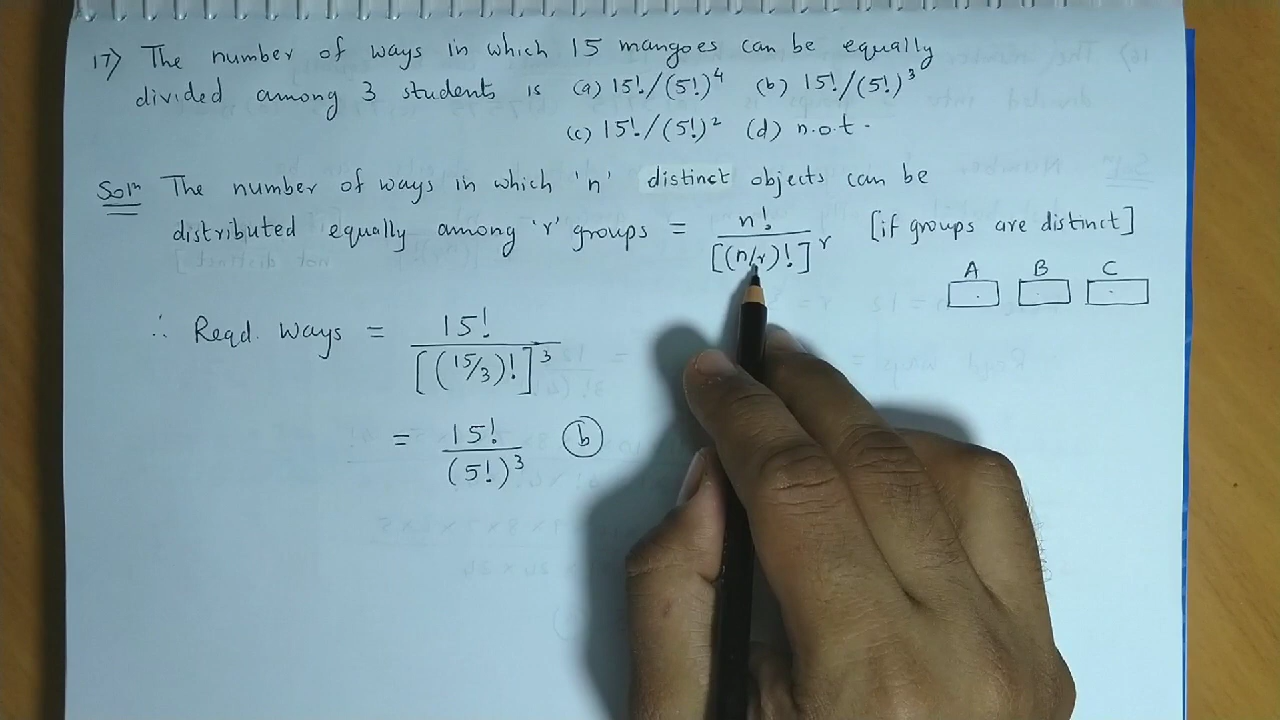 17) The number of ways in which 15 mangoes can be equally
divided among 3 students is (a) 15!/(5!)⁴ (b) 15!/(5!)³
(c) 15!/(5!)² (d) n.o.t.
Solⁿ The number of ways in which 'n' distinct objects can be
distributed equally among 'r' groups = n!/[(n/r)!]^r [if groups are distinct]
A B C
∴ Reqd. Ways = 15!/[(15/3)!]³
= 15!/(5!)³ (b)